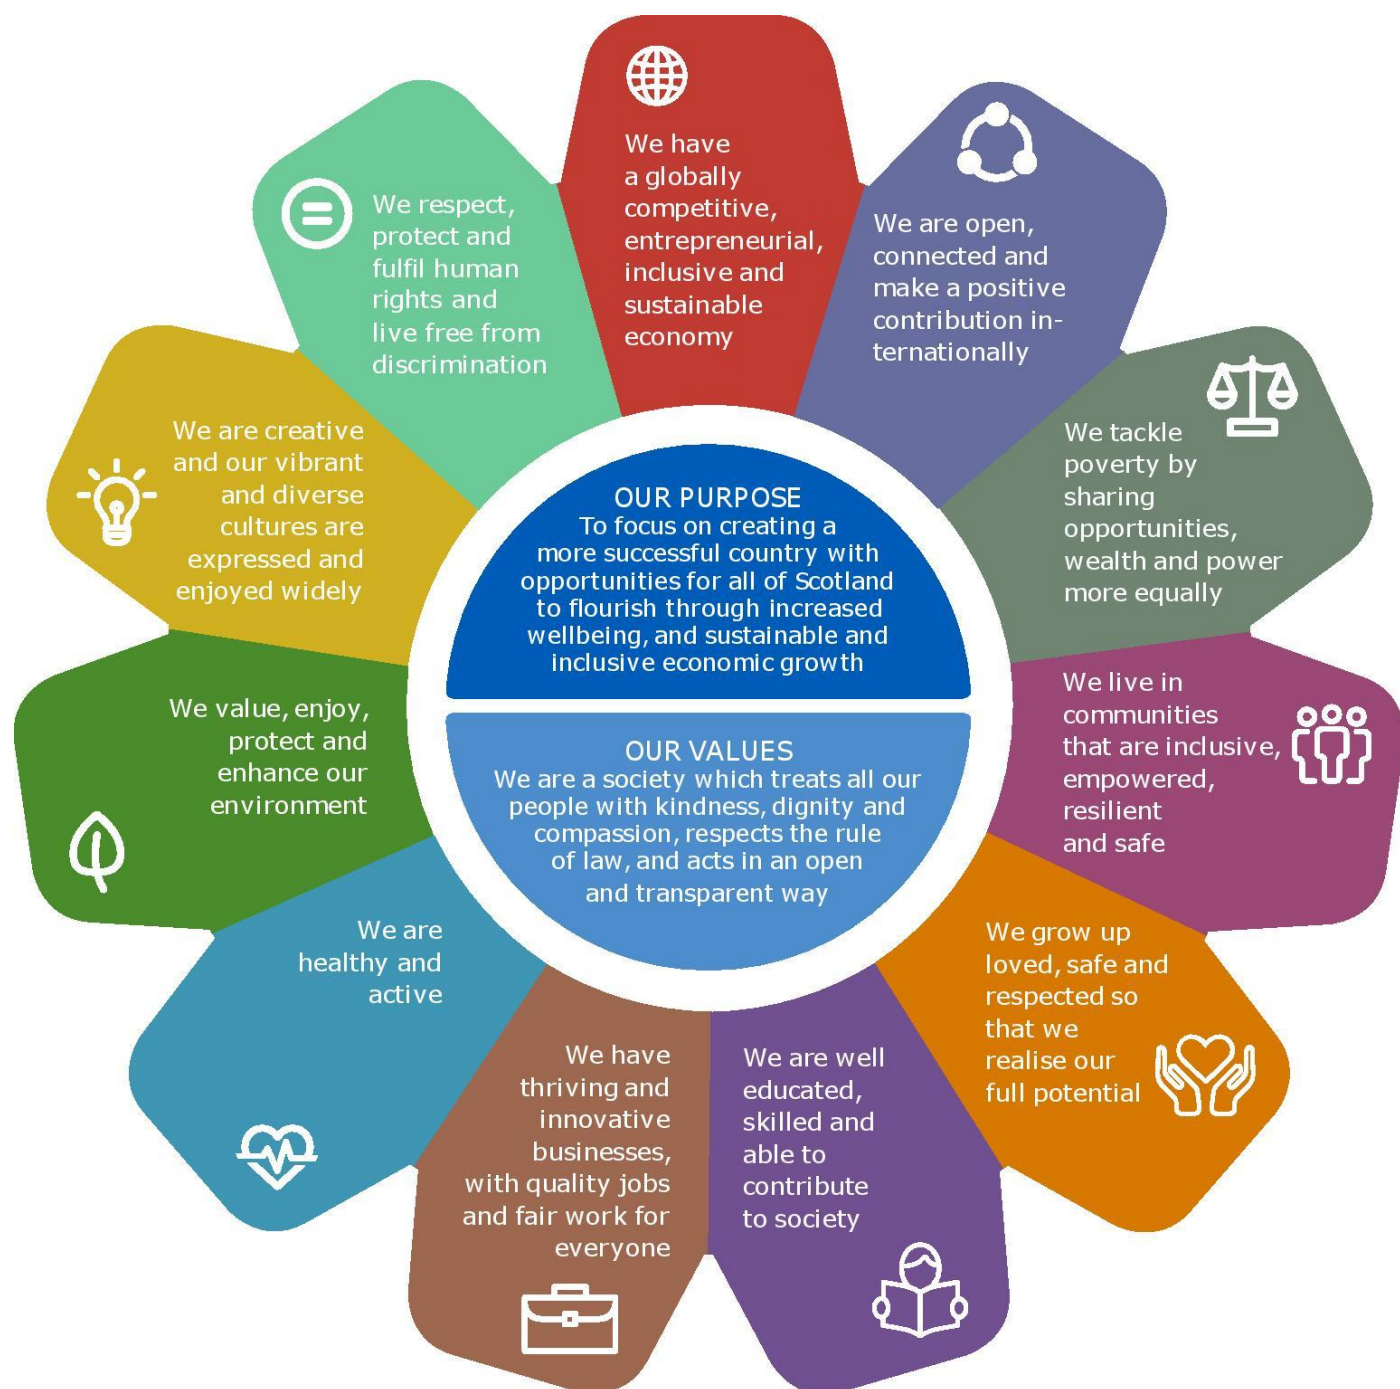 We have
a globally
competitive,
entrepreneurial,
inclusive and
sustainable
economy
We are open,
connected and
make a positive
contribution in-
ternationally
We tackle
poverty by
sharing
opportunities,
wealth and power
more equally
We live in
communities
that are inclusive,
empowered,
resilient
and safe
We grow up
loved, safe and
respected so
that we
realise our
full potential
We are well
educated,
skilled and
able to
contribute
to society
We have
thriving and
innovative
businesses,
with quality jobs
and fair work for
everyone
We are
healthy and
active
We value, enjoy,
protect and
enhance our
environment
We are creative
and our vibrant
and diverse
cultures are
expressed and
enjoyed widely
We respect,
protect and
fulfil human
rights and
live free from
discrimination
OUR PURPOSE
To focus on creating a
more successful country with
opportunities for all of Scotland
to flourish through increased
wellbeing, and sustainable and
inclusive economic growth
OUR VALUES
We are a society which treats all our
people with kindness, dignity and
compassion, respects the rule
of law, and acts in an open
and transparent way